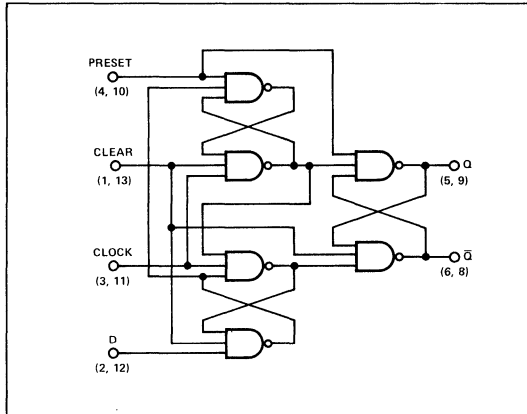 PRESET
(4, 10)
CLEAR
(1, 13)
Q
(5, 9)
CLOCK
(3, 11)
Q̅
(6, 8)
D
(2, 12)